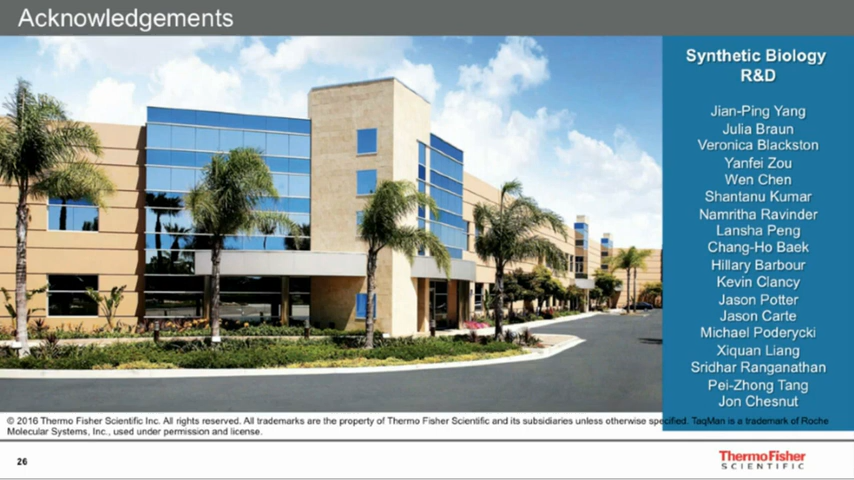 Acknowledgements
Synthetic Biology
R&D
Jian-Ping Yang
Julia Braun
Veronica Blackston
Yanfei Zou
Wen Chen
Shantanu Kumar
Namritha Ravinder
Lansha Peng
Chang-Ho Baek
Hillary Barbour
Kevin Clancy
Jason Potter
Jason Carte
Michael Poderycki
Xiquan Liang
Sridhar Ranganathan
Pei-Zhong Tang
Jon Chesnut
© 2016 Thermo Fisher Scientific Inc. All rights reserved. All trademarks are the property of Thermo Fisher Scientific and its subsidiaries unless otherwise specified. TaqMan is a trademark of Roche
Molecular Systems, Inc., used under permission and license.
26
ThermoFisher
SCIENTIFIC